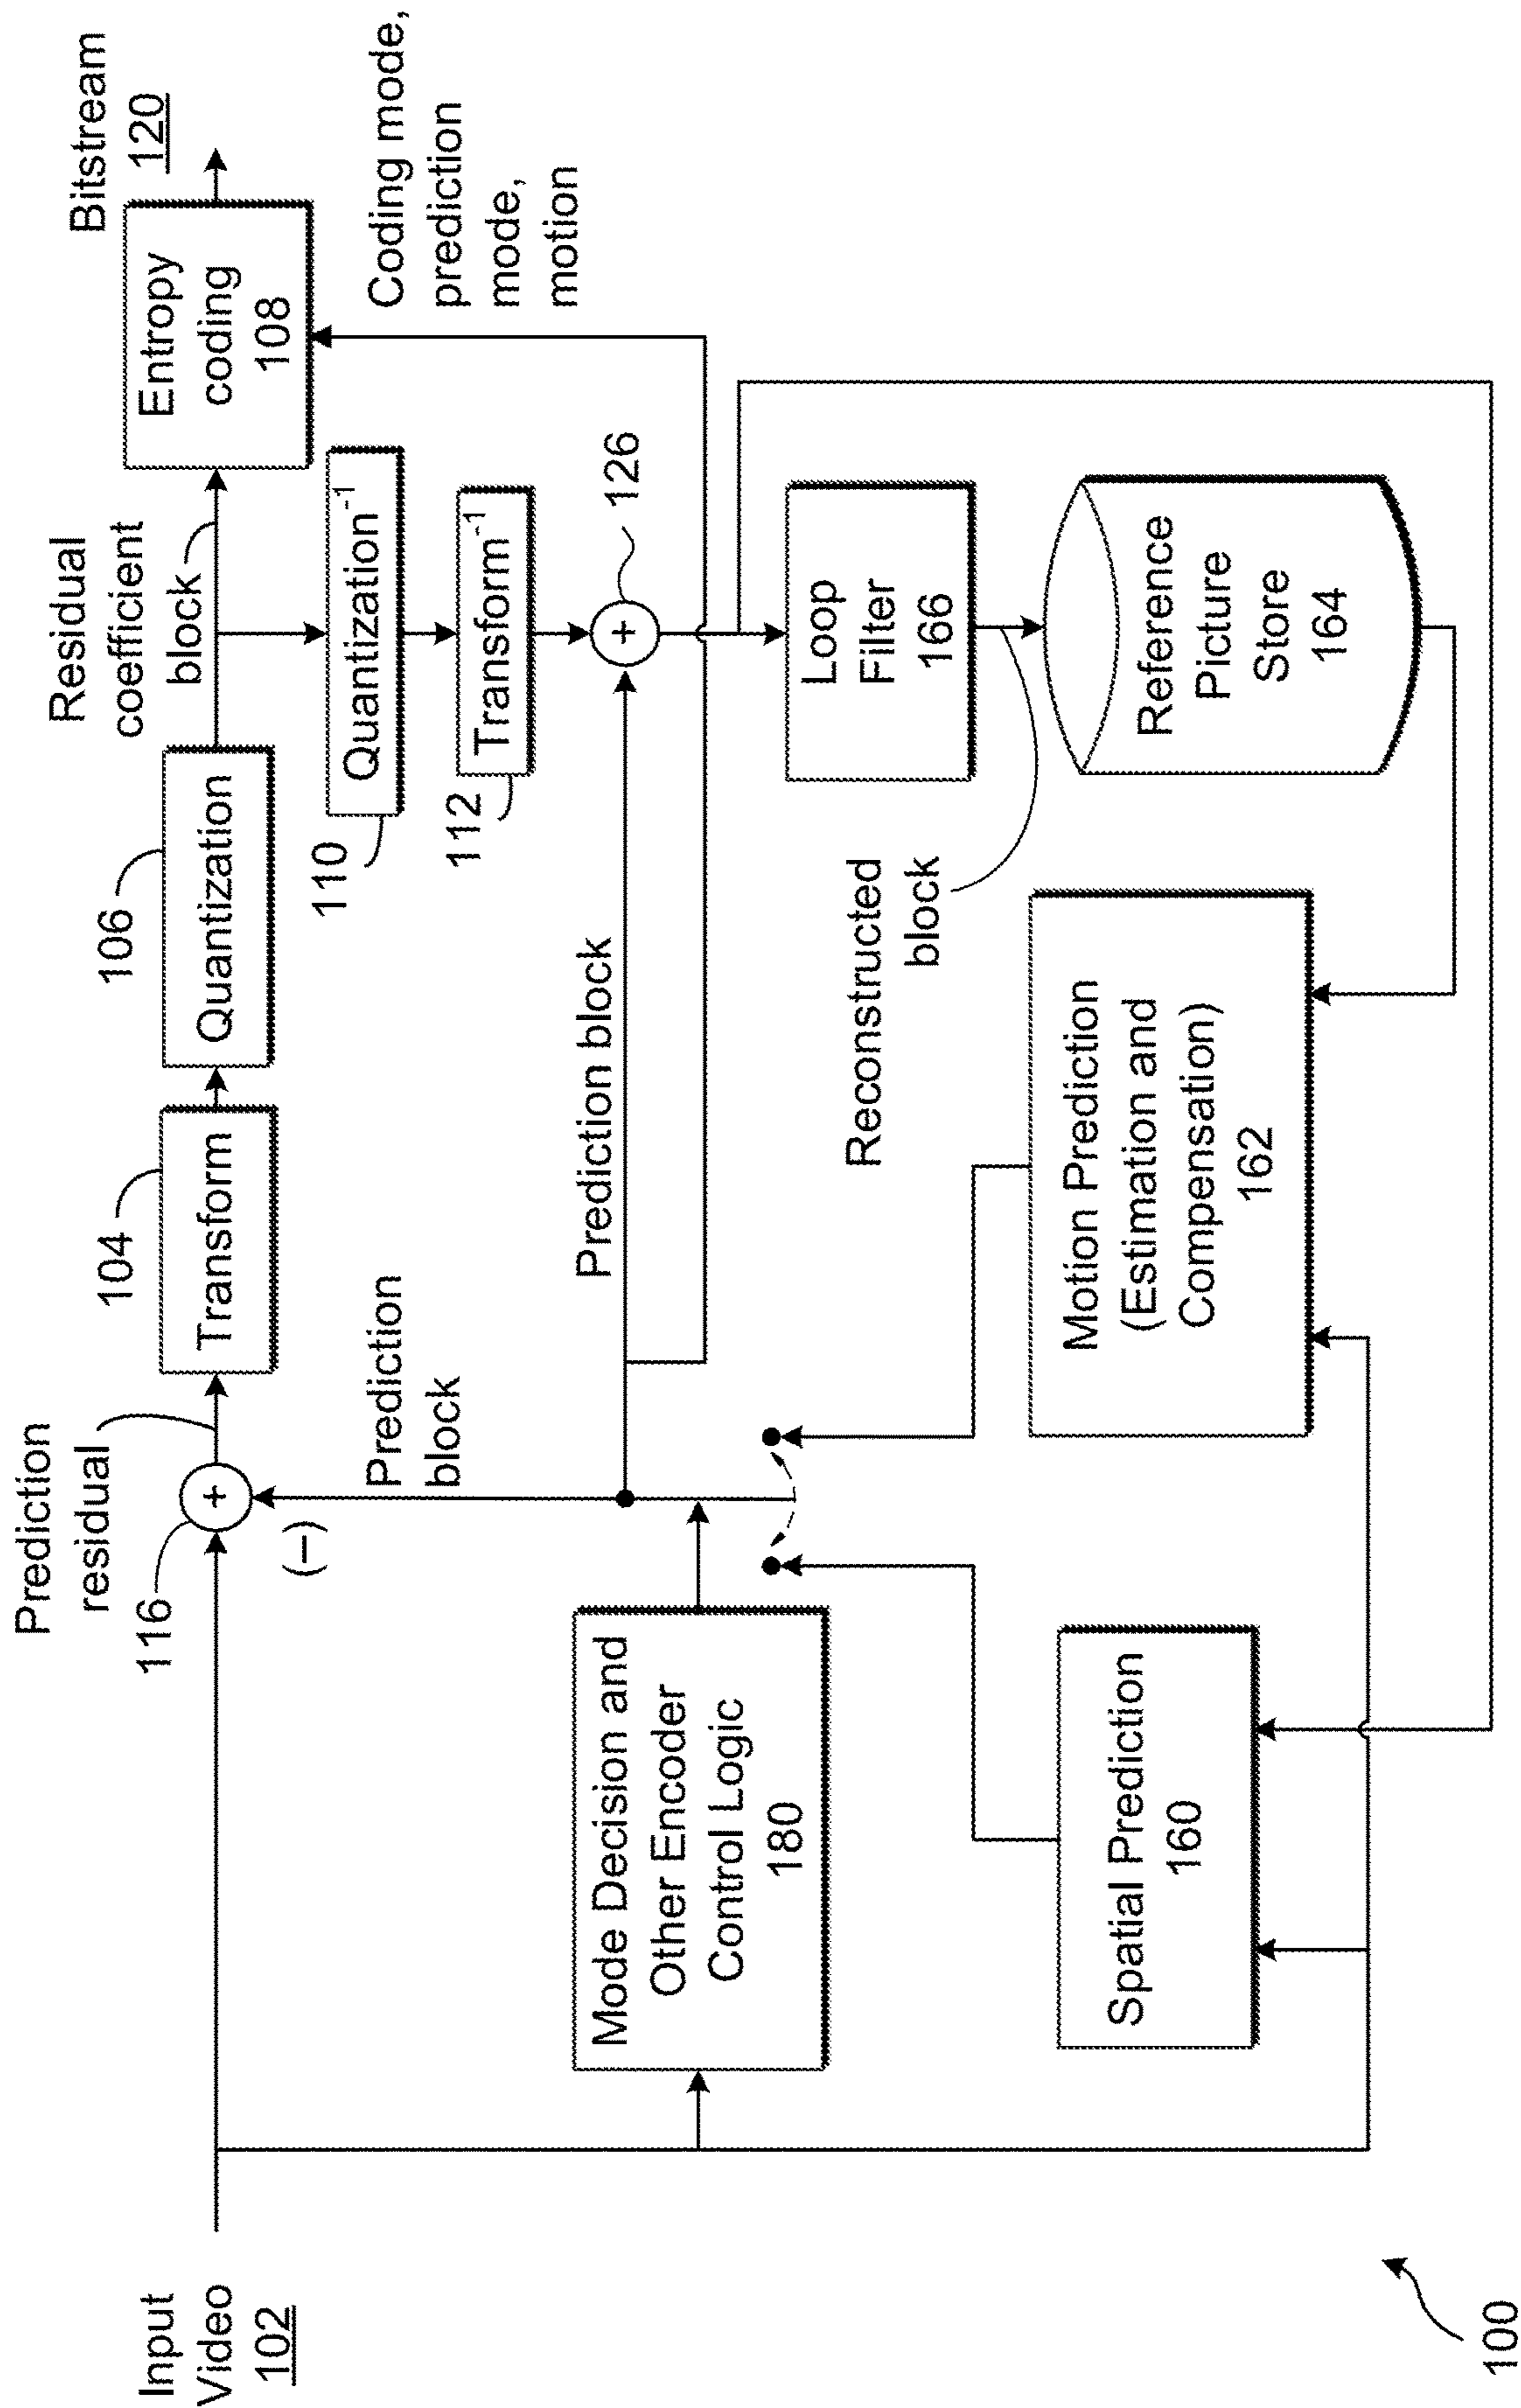 Input
Video
102
Prediction
residual
116
(–)
104
Transform
106
Quantization
Residual
coefficient
block
Entropy
coding
108
Bitstream
120
Quantization-1
110
Transform-1
112
126
Coding mode,
prediction
mode,
motion
Prediction
block
Prediction block
+
+
Mode Decision and
Other Encoder
Control Logic
180
Loop
Filter
166
Reconstructed
block
Reference
Picture
Store
164
Spatial Prediction
160
Motion Prediction
(Estimation and
Compensation)
162
100